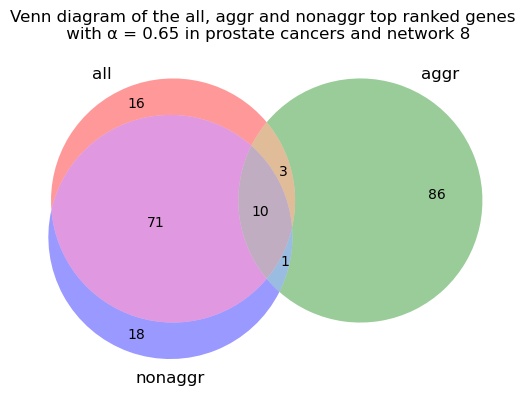 Venn diagram of the all, aggr and nonaggr top ranked genes
with α = 0.65 in prostate cancers and network 8
all
aggr
16
3
86
10
71
1
18
nonaggr